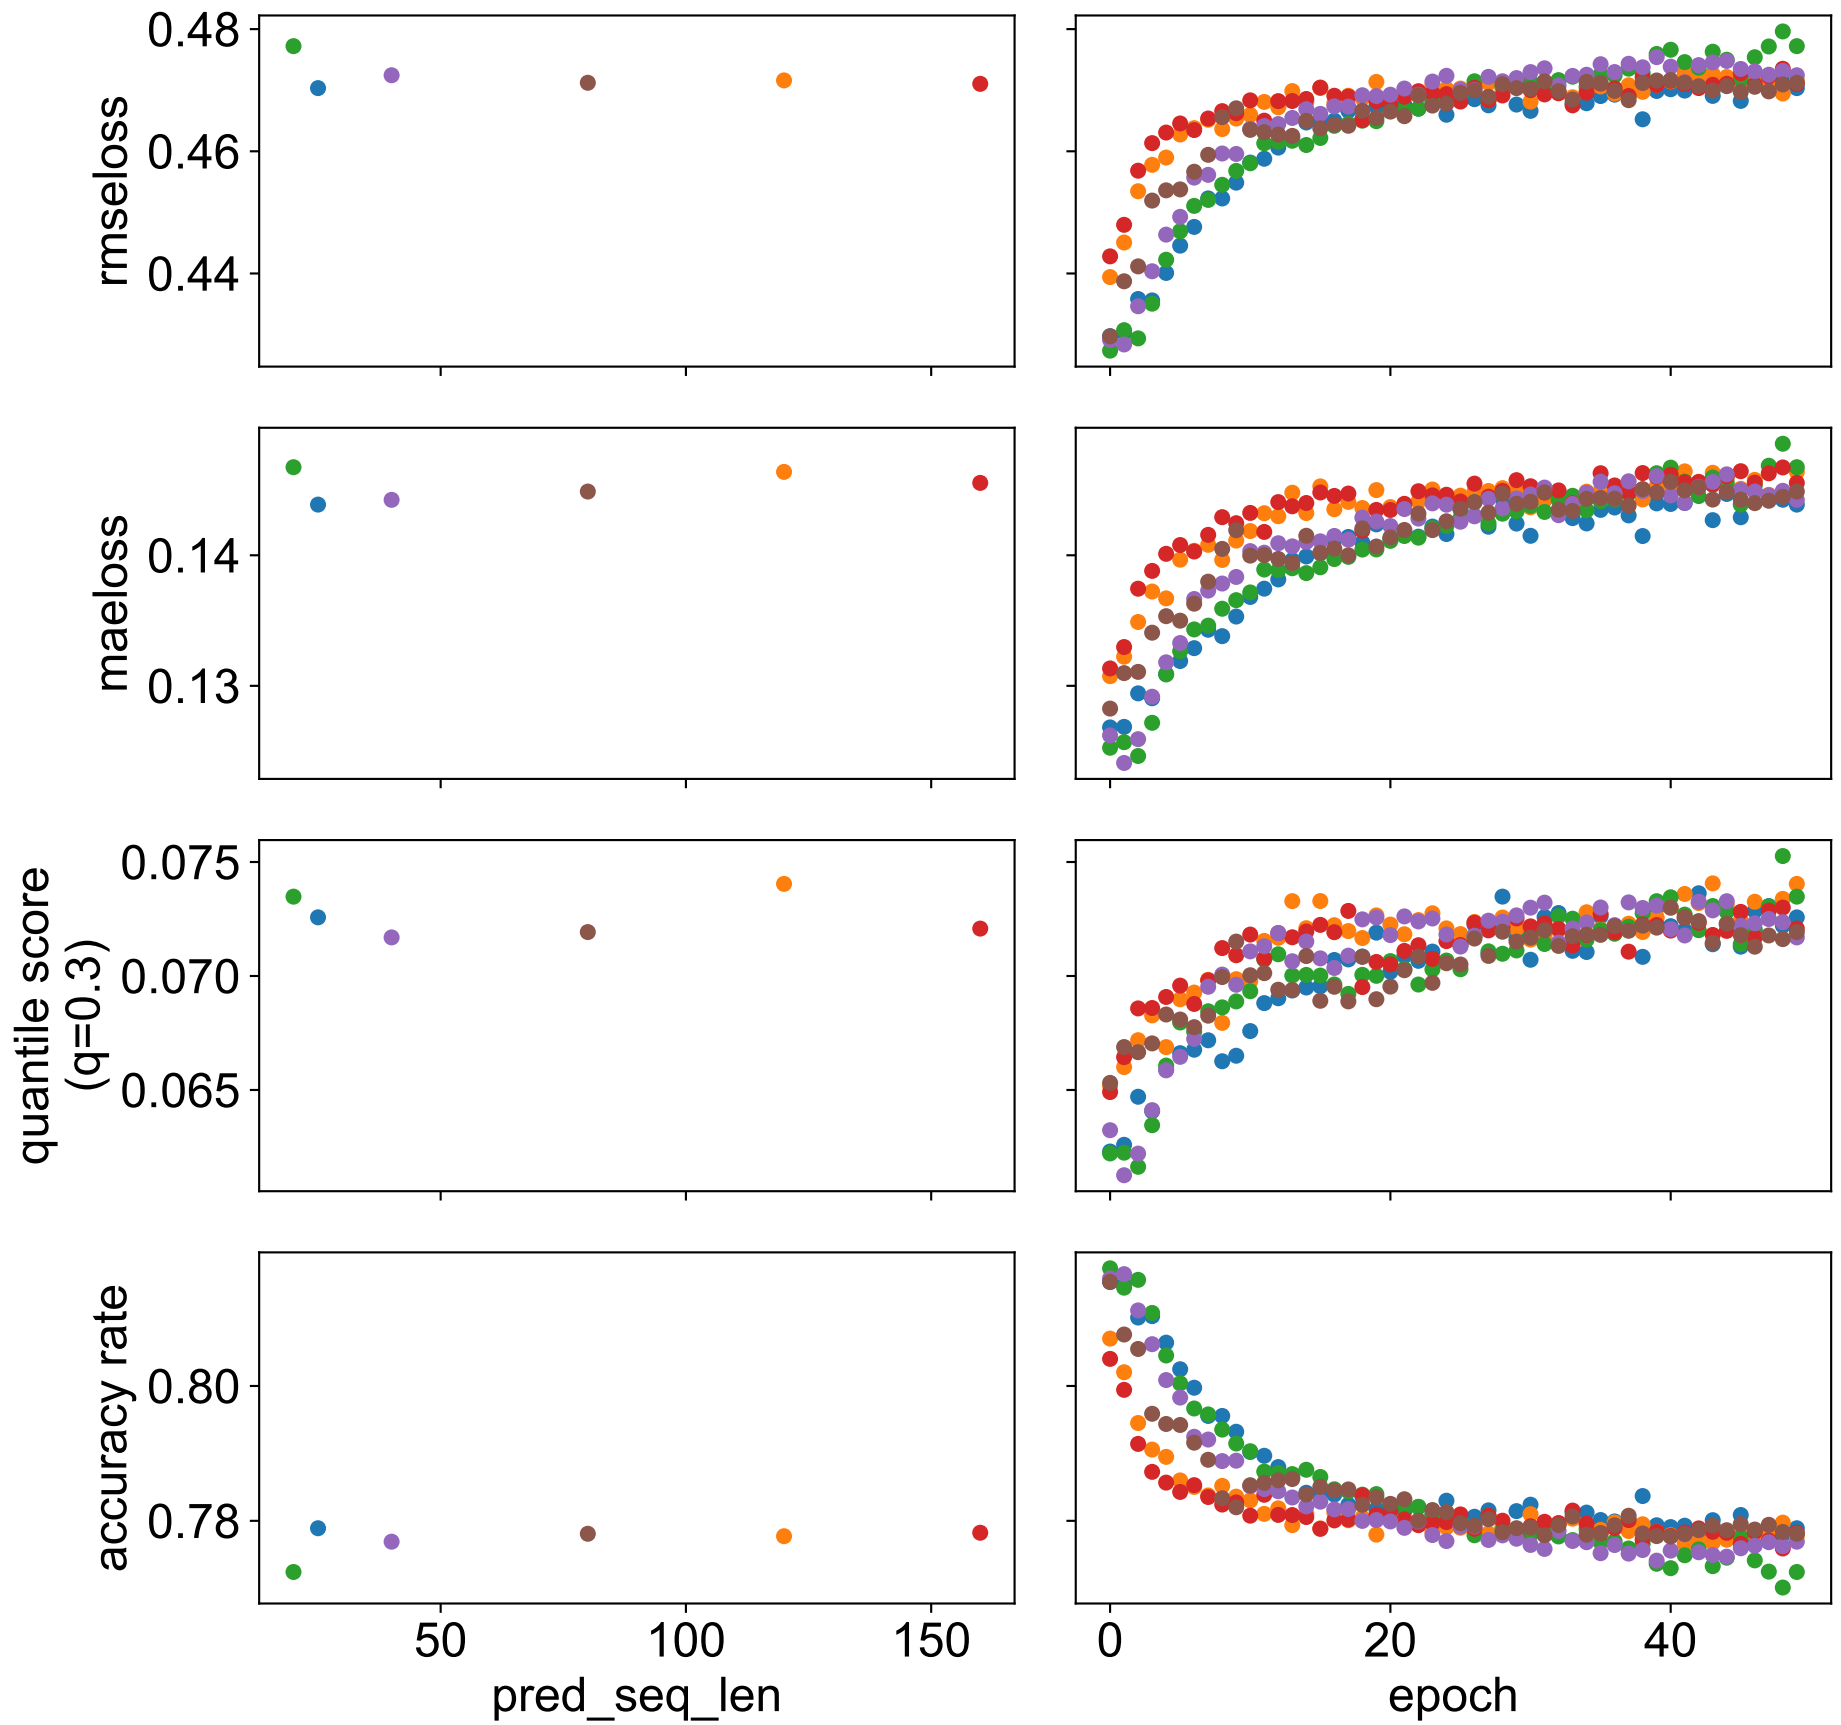 0.48
0.46
0.44
rmseloss
0.14
0.13
maeloss
0.075
0.070
0.065
quantile score
(q=0.3)
0.80
0.78
accuracy rate
50 100 150
pred_seq_len
0 20 40
epoch